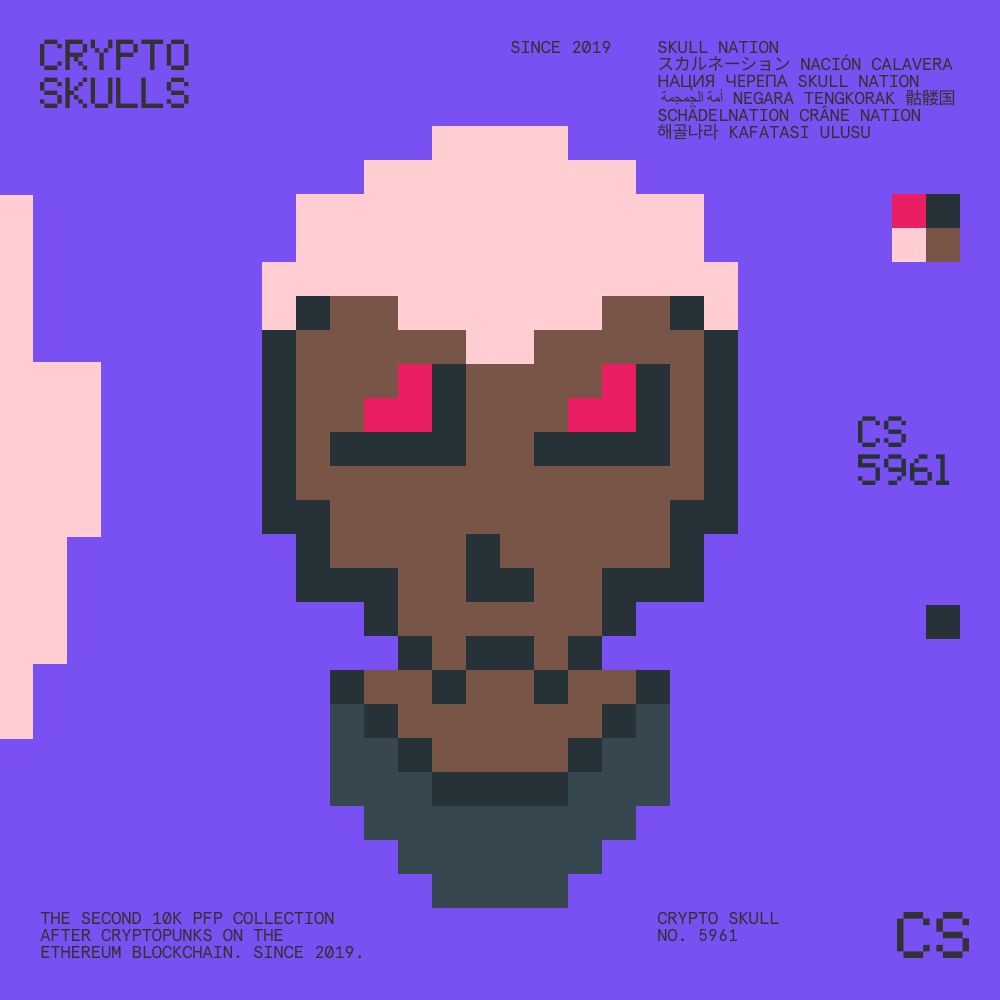 CRYPTO
SKULLS
SINCE 2019
SKULL NATION
スカルネーション NACIÓN CALAVERA
НАЦИЯ ЧЕРЕПА SKULL NATION
أمة الجمجمة NEGARA TENGKORAK 骷髅国
SCHÄDELNATION CRÂNE NATION
해골나라 KAFATASI ULUSU
CS
5961
THE SECOND 10K PFP COLLECTION
AFTER CRYPTOPUNKS ON THE
ETHEREUM BLOCKCHAIN. SINCE 2019.
CRYPTO SKULL
NO. 5961
CS